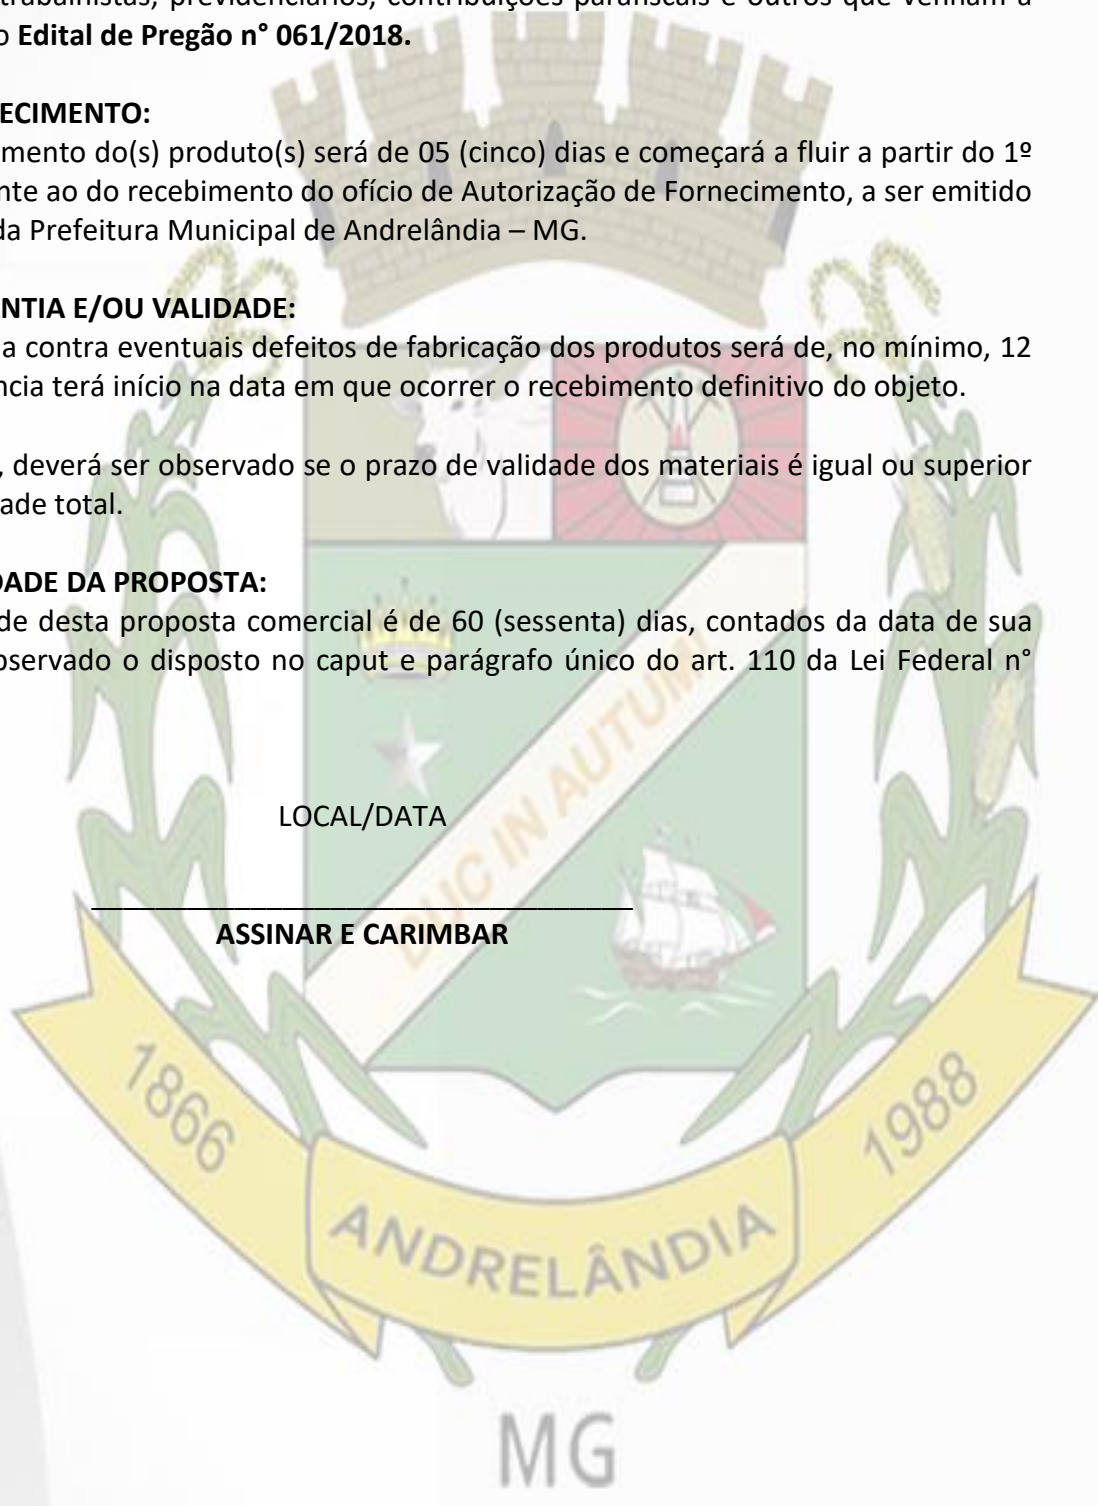 trabalhistas, previdenciários, contribuições parafiscais e outros que venham a
o Edital de Pregão n° 061/2018.
ECIMENTO:
mento do(s) produto(s) será de 05 (cinco) dias e começará a fluir a partir do 1º
nte ao do recebimento do ofício de Autorização de Fornecimento, a ser emitido
da Prefeitura Municipal de Andrelândia – MG.
NTIA E/OU VALIDADE:
a contra eventuais defeitos de fabricação dos produtos será de, no mínimo, 12
ncia terá início na data em que ocorrer o recebimento definitivo do objeto.
, deverá ser observado se o prazo de validade dos materiais é igual ou superior
ade total.
DADE DA PROPOSTA:
de desta proposta comercial é de 60 (sessenta) dias, contados da data de sua
bservado o disposto no caput e parágrafo único do art. 110 da Lei Federal n°
LOCAL/DATA
ASSINAR E CARIMBAR
DUC IN AUTUM
1866
ANDRELÂNDIA
1988
MG